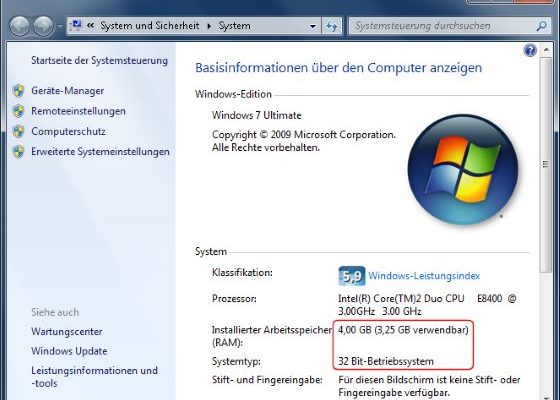 « System und Sicherheit ▸ System
Systemsteuerung durchsuchen
Startseite der Systemsteuerung
Geräte-Manager
Remoteeinstellungen
Computerschutz
Erweiterte Systemeinstellungen
Siehe auch
Wartungscenter
Windows Update
Leistungsinformationen und
-tools
Basisinformationen über den Computer anzeigen
Windows-Edition
Windows 7 Ultimate
Copyright © 2009 Microsoft Corporation.
Alle Rechte vorbehalten.
System
Klassifikation: 5,9 Windows-Leistungsindex
Prozessor: Intel(R) Core(TM)2 Duo CPU E8400 @
3.00GHz 3.00 GHz
Installierter Arbeitsspeicher 4,00 GB (3,25 GB verwendbar)
(RAM):
Systemtyp: 32 Bit-Betriebssystem
Stift- und Fingereingabe: Für diesen Bildschirm ist keine Stift- oder
Fingereingabe verfügbar.